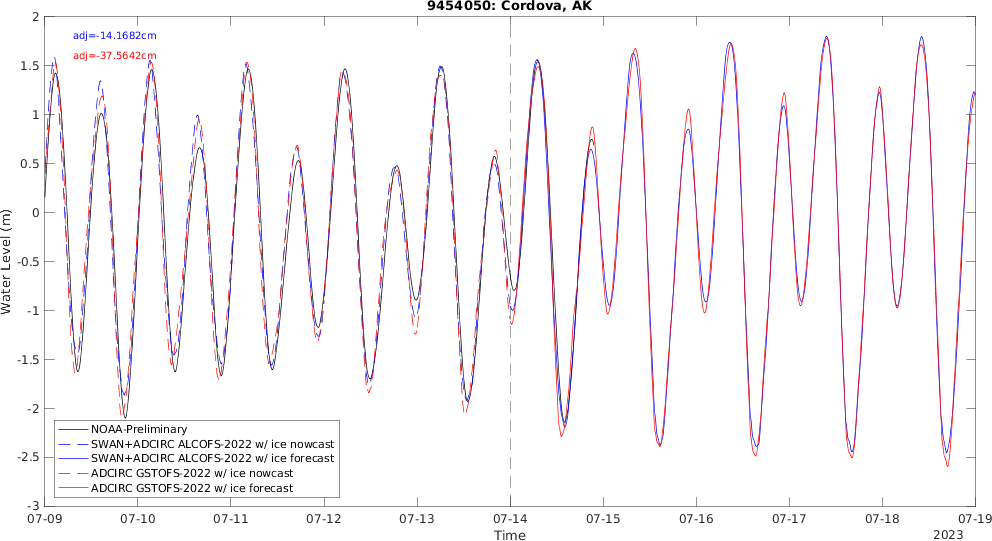 9454050: Cordova, AK
adj=-14.1682cm
adj=-37.5642cm
2
1.5
1
0.5
0
-0.5
-1
-1.5
-2
-2.5
-3
Water Level (m)
NOAA-Preliminary
SWAN+ADCIRC ALCOFS-2022 w/ ice nowcast
SWAN+ADCIRC ALCOFS-2022 w/ ice forecast
ADCIRC GSTOFS-2022 w/ ice nowcast
ADCIRC GSTOFS-2022 w/ ice forecast
07-09 07-10 07-11 07-12 07-13 07-14 07-15 07-16 07-17 07-18 07-19
Time
2023